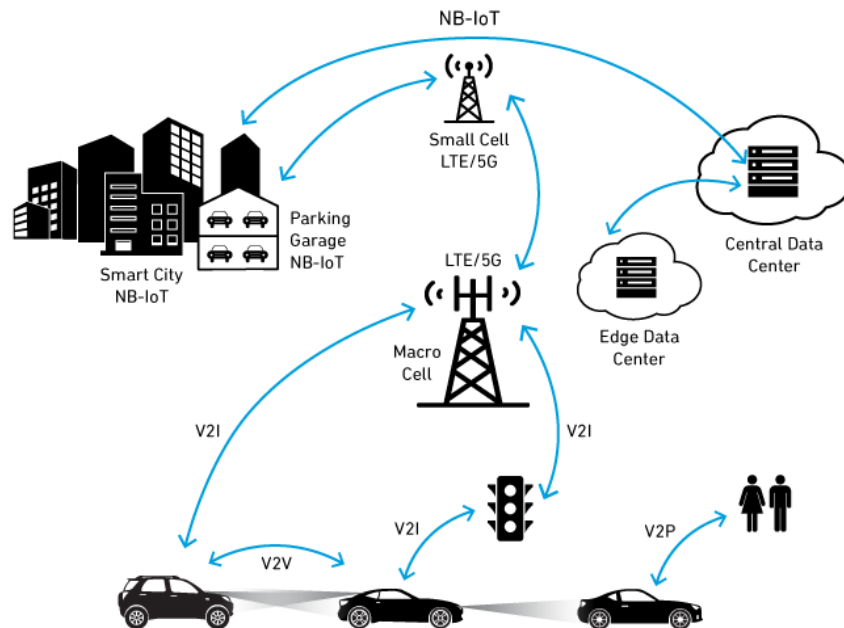 NB-IoT
Small Cell
LTE/5G
Parking
Garage
NB-IoT
Smart City
NB-IoT
Central Data
Center
LTE/5G
Edge Data
Center
Macro
Cell
V2I
V2I
V2I
V2P
V2V